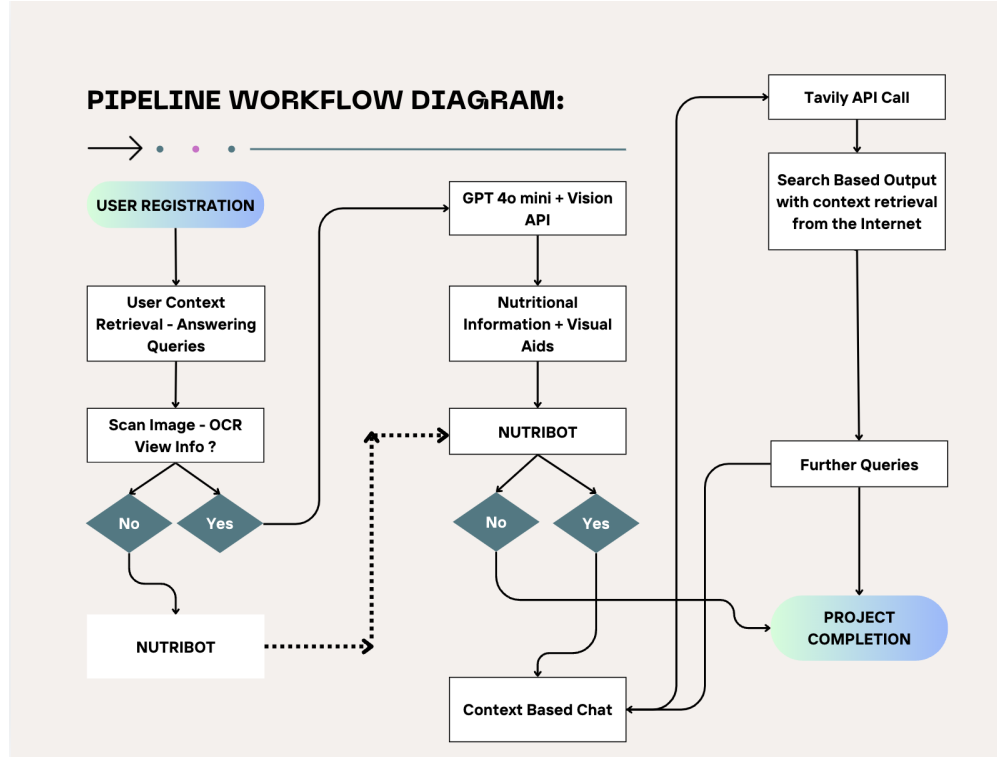 PIPELINE WORKFLOW DIAGRAM:
USER REGISTRATION
User Context
Retrieval - Answering
Queries
Scan Image - OCR
View Info ?
No
Yes
NUTRIBOT
GPT 4o mini + Vision
API
Nutritional
Information + Visual
Aids
NUTRIBOT
No
Yes
Context Based Chat
Tavily API Call
Search Based Output
with context retrieval
from the Internet
Further Queries
PROJECT
COMPLETION